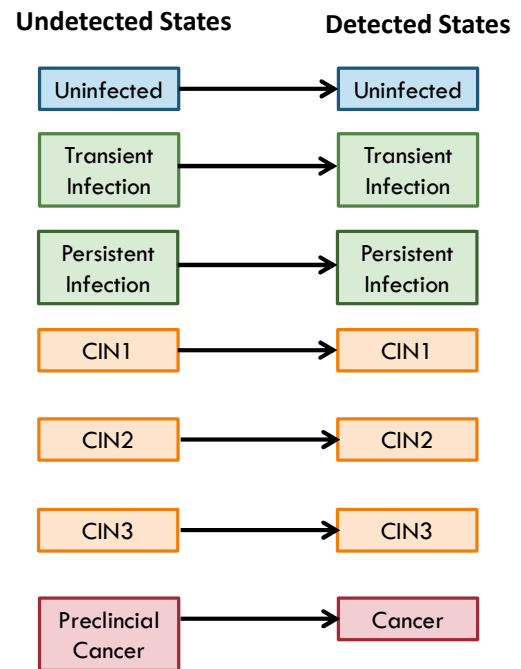 Undetected States
Detected States
Uninfected
Uninfected
Transient
Infection
Transient
Infection
Persistent
Infection
Persistent
Infection
CIN1
CIN1
CIN2
CIN2
CIN3
CIN3
Preclincial
Cancer
Cancer